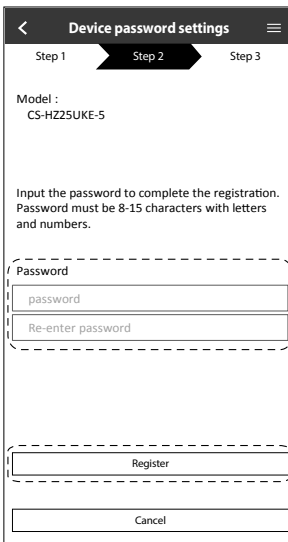 Device password settings
Step 1 Step 2 Step 3
Model :
CS-HZ25UKE-5
Input the password to complete the registration.
Password must be 8-15 characters with letters
and numbers.
Password
password
Re-enter password
Register
Cancel